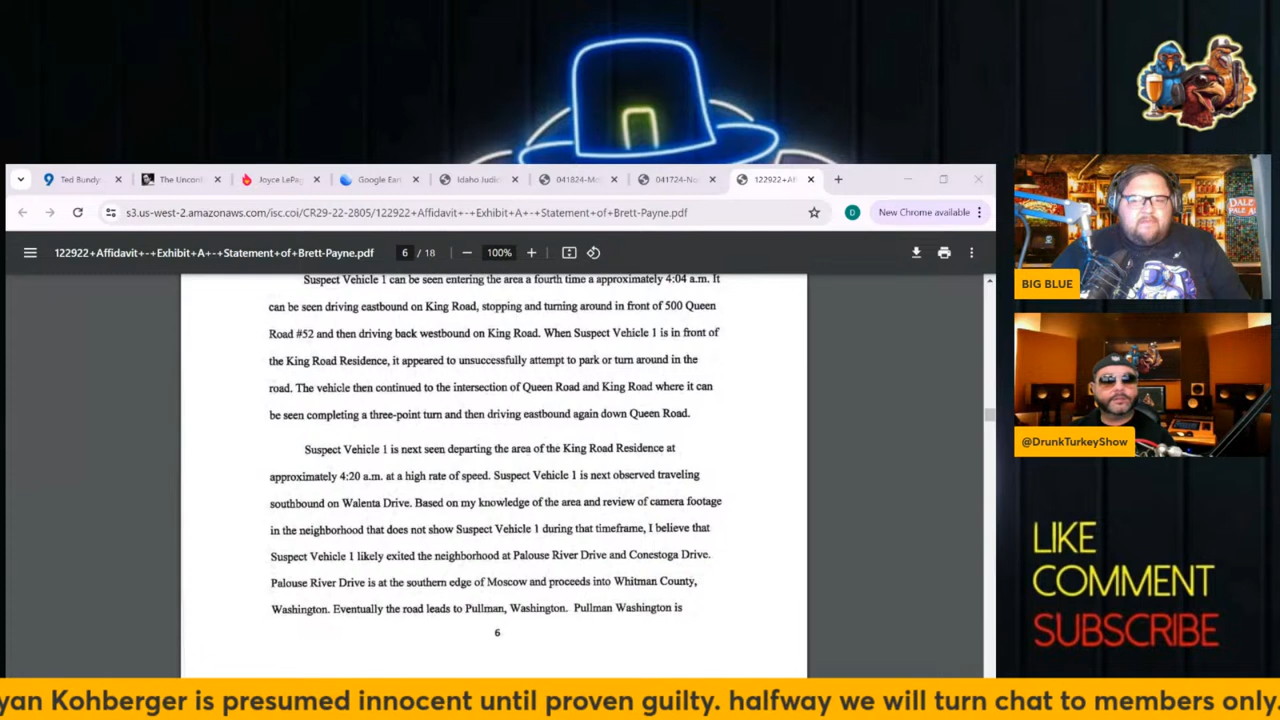 Ted Bundy
The Uncon
Joyce LePa
Google Ear
Idaho Judi
041824-Mo
041724-No
122922+Af
s3.us-west-2.amazonaws.com/isc.coi/CR29-22-2805/122922+Affidavit+-+Exhibit+A+-+Statement+of+Brett-Payne.pdf
D
New Chrome available
122922+Affidavit+-+Exhibit+A+-+Statement+of+Brett-Payne.pdf
6 / 18
100%
Suspect Vehicle 1 can be seen entering the area a fourth time a approximately 4:04 a.m. It
can be seen driving eastbound on King Road, stopping and turning around in front of 500 Queen
Road #52 and then driving back westbound on King Road. When Suspect Vehicle 1 is in front of
the King Road Residence, it appeared to unsuccessfully attempt to park or turn around in the
road. The vehicle then continued to the intersection of Queen Road and King Road where it can
be seen completing a three-point turn and then driving eastbound again down Queen Road.
Suspect Vehicle 1 is next seen departing the area of the King Road Residence at
approximately 4:20 a.m. at a high rate of speed. Suspect Vehicle 1 is next observed traveling
southbound on Walenta Drive. Based on my knowledge of the area and review of camera footage
in the neighborhood that does not show Suspect Vehicle 1 during that timeframe, I believe that
Suspect Vehicle 1 likely exited the neighborhood at Palouse River Drive and Conestoga Drive.
Palouse River Drive is at the southern edge of Moscow and proceeds into Whitman County,
Washington. Eventually the road leads to Pullman, Washington. Pullman Washington is
6
DALE'S
PALE A
BIG BLUE
@DrunkTurkeyShow
LIKE
COMMENT
SUBSCRIBE
yan Kohberger is presumed innocent until proven guilty. halfway we will turn chat to members only.